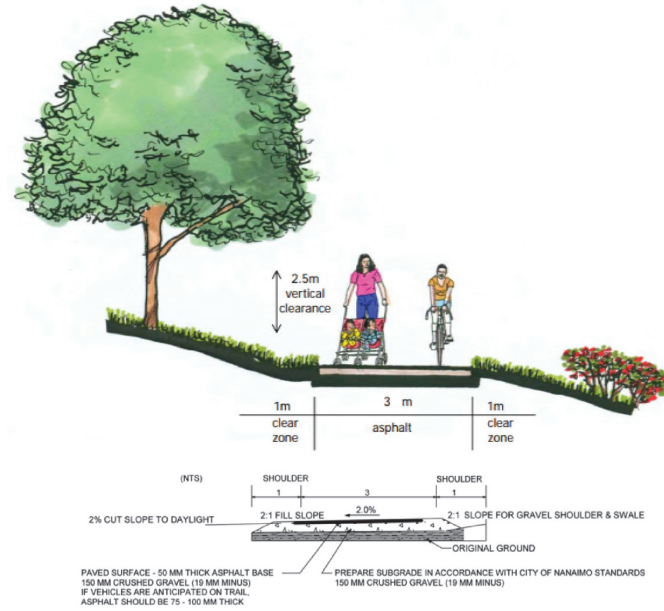 2.5m
vertical
clearance
1m
clear
zone
3 m
asphalt
1m
clear
zone
(NTS)
SHOULDER
SHOULDER
1
3
1
2% CUT SLOPE TO DAYLIGHT
2:1 FILL SLOPE
2.0%
2:1 SLOPE FOR GRAVEL SHOULDER & SWALE
ORIGINAL GROUND
PAVED SURFACE - 50 MM THICK ASPHALT BASE
150 MM CRUSHED GRAVEL (19 MM MINUS)
IF VEHICLES ARE ANTICIPATED ON TRAIL,
ASPHALT SHOULD BE 75 - 100 MM THICK
PREPARE SUBGRADE IN ACCORDANCE WITH CITY OF NANAIMO STANDARDS
150 MM CRUSHED GRAVEL (19 MM MINUS)